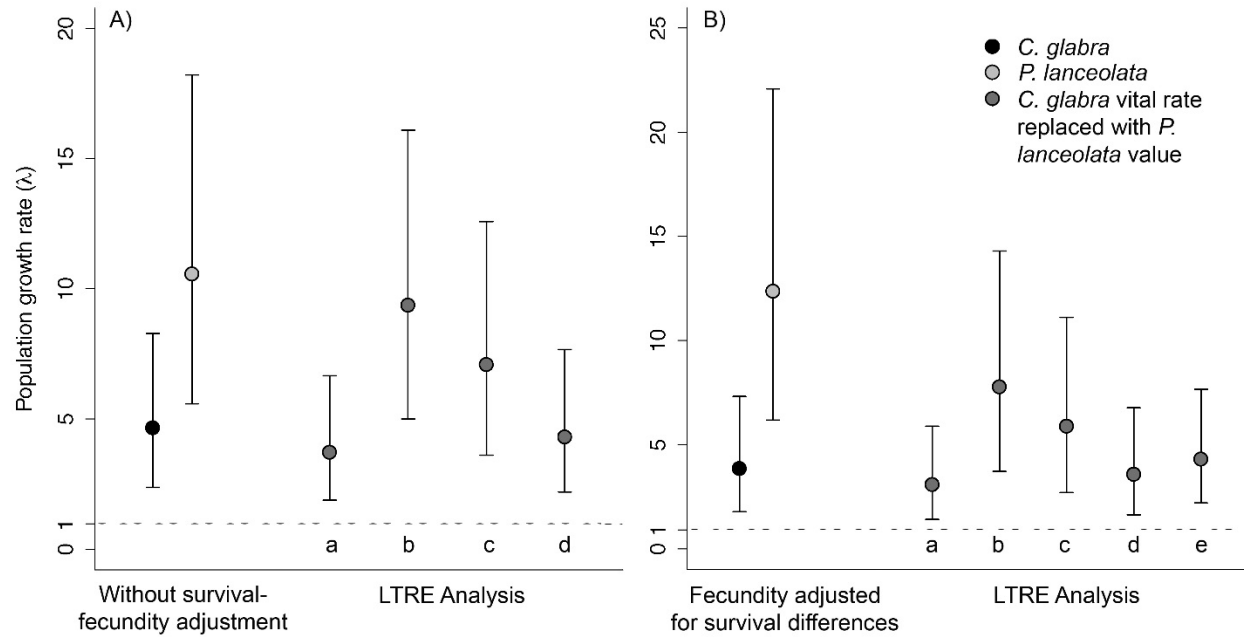 A)
20
15
10
5
1
0
Population growth rate (λ)
a b c d
Without survival-
fecundity adjustment
LTRE Analysis
B)
25
20
15
10
5
1
0
C. glabra
P. lanceolata
C. glabra vital rate
replaced with P.
lanceolata value
a b c d e
Fecundity adjusted
for survival differences
LTRE Analysis